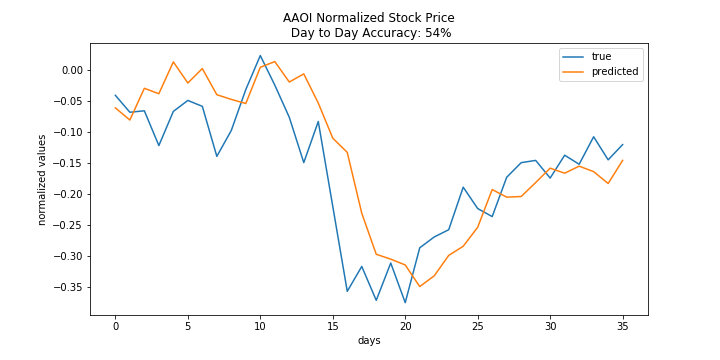 AAOI Normalized Stock Price
Day to Day Accuracy: 54%
true
predicted
0.00
−0.05
−0.10
−0.15
−0.20
−0.25
−0.30
−0.35
normalized values
0 5 10 15 20 25 30 35
days